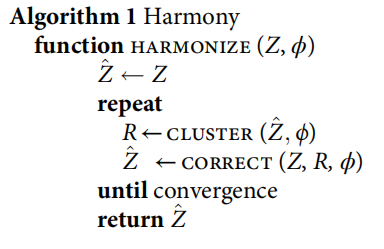 Algorithm 1 Harmony
function HARMONIZE (Z, ϕ)
Ẑ ← Z
repeat
R ← CLUSTER (Ẑ, ϕ)
Ẑ ← CORRECT (Z, R, ϕ)
until convergence
return Ẑ